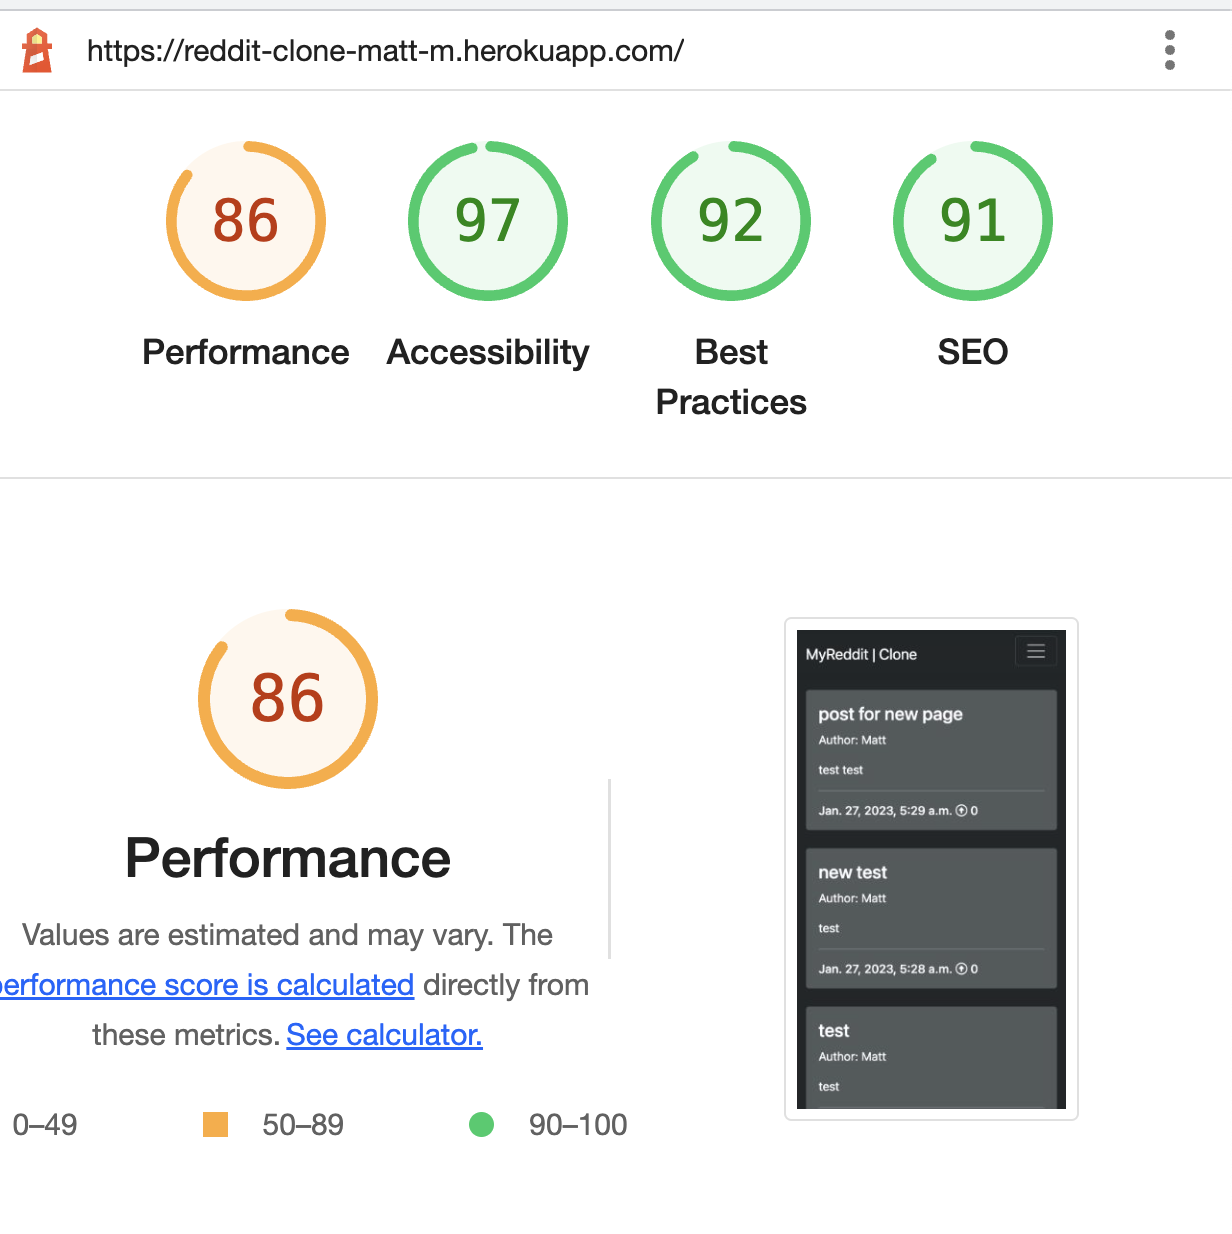 https://reddit-clone-matt-m.herokuapp.com/
86
97
92
91
Performance
Accessibility
Best
Practices
SEO
86
Performance
Values are estimated and may vary. The
performance score is calculated directly from
these metrics. See calculator.
0–49
50–89
90–100
MyReddit | Clone
post for new page
Author: Matt
test test
Jan. 27, 2023, 5:29 a.m. 0
new test
Author: Matt
test
Jan. 27, 2023, 5:28 a.m. 0
test
Author: Matt
test